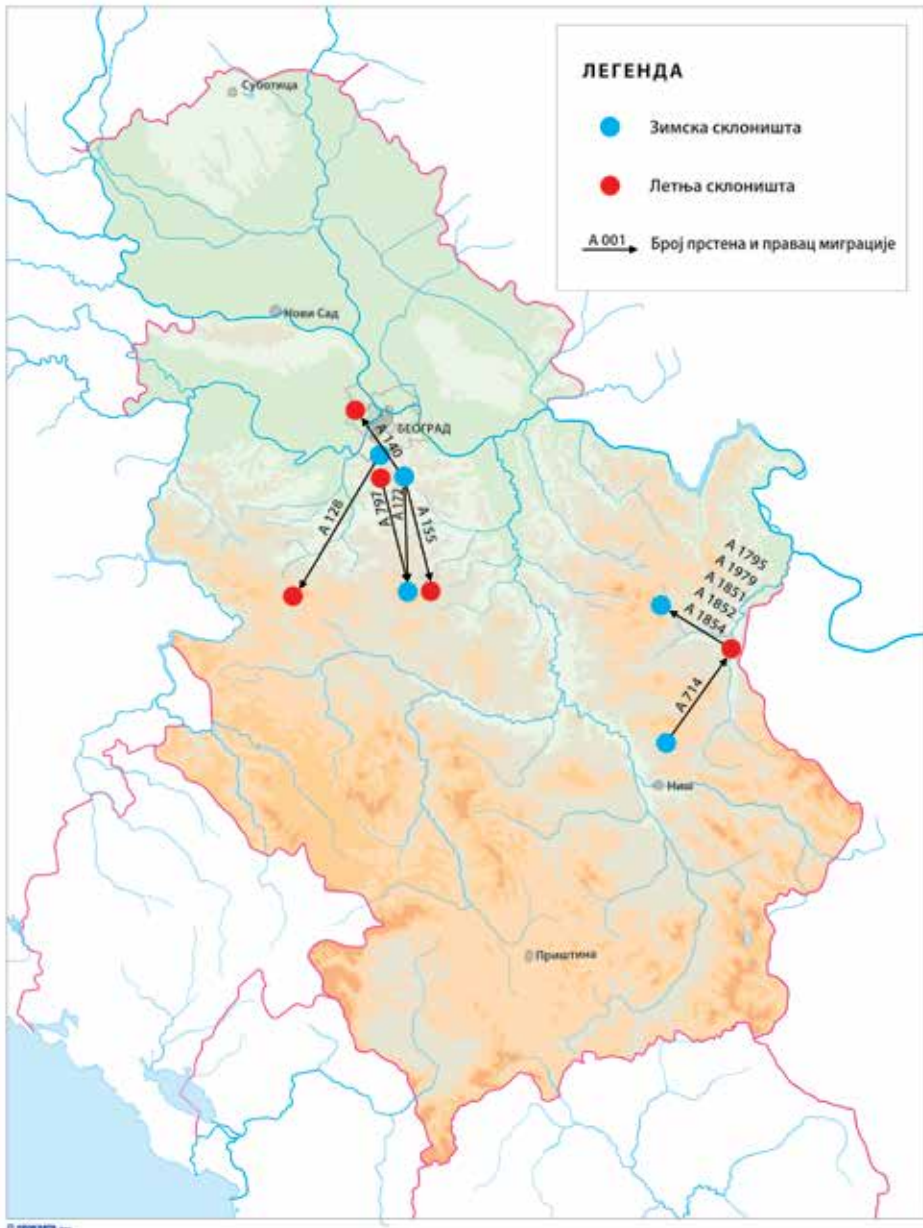 Суботица
ЛЕГЕНДА
Зимска склоништа
Летња склоништа
А 001
Број прстена и правац миграције
Нови Сад
БЕОГРАД
А 140
А 128
А 797
А 177
А 155
А 1795
А 1979
А 1851
А 1852
А 1854
А 714
Ниш
Приштина